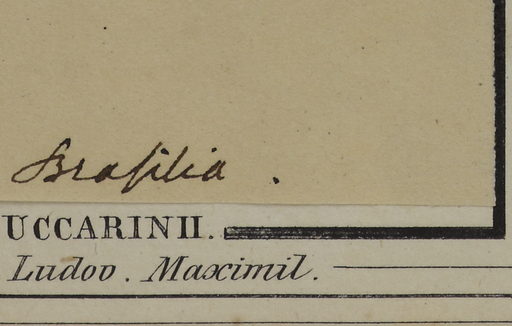 Brasilia .
UCCARINII.
Ludov. Maximil.